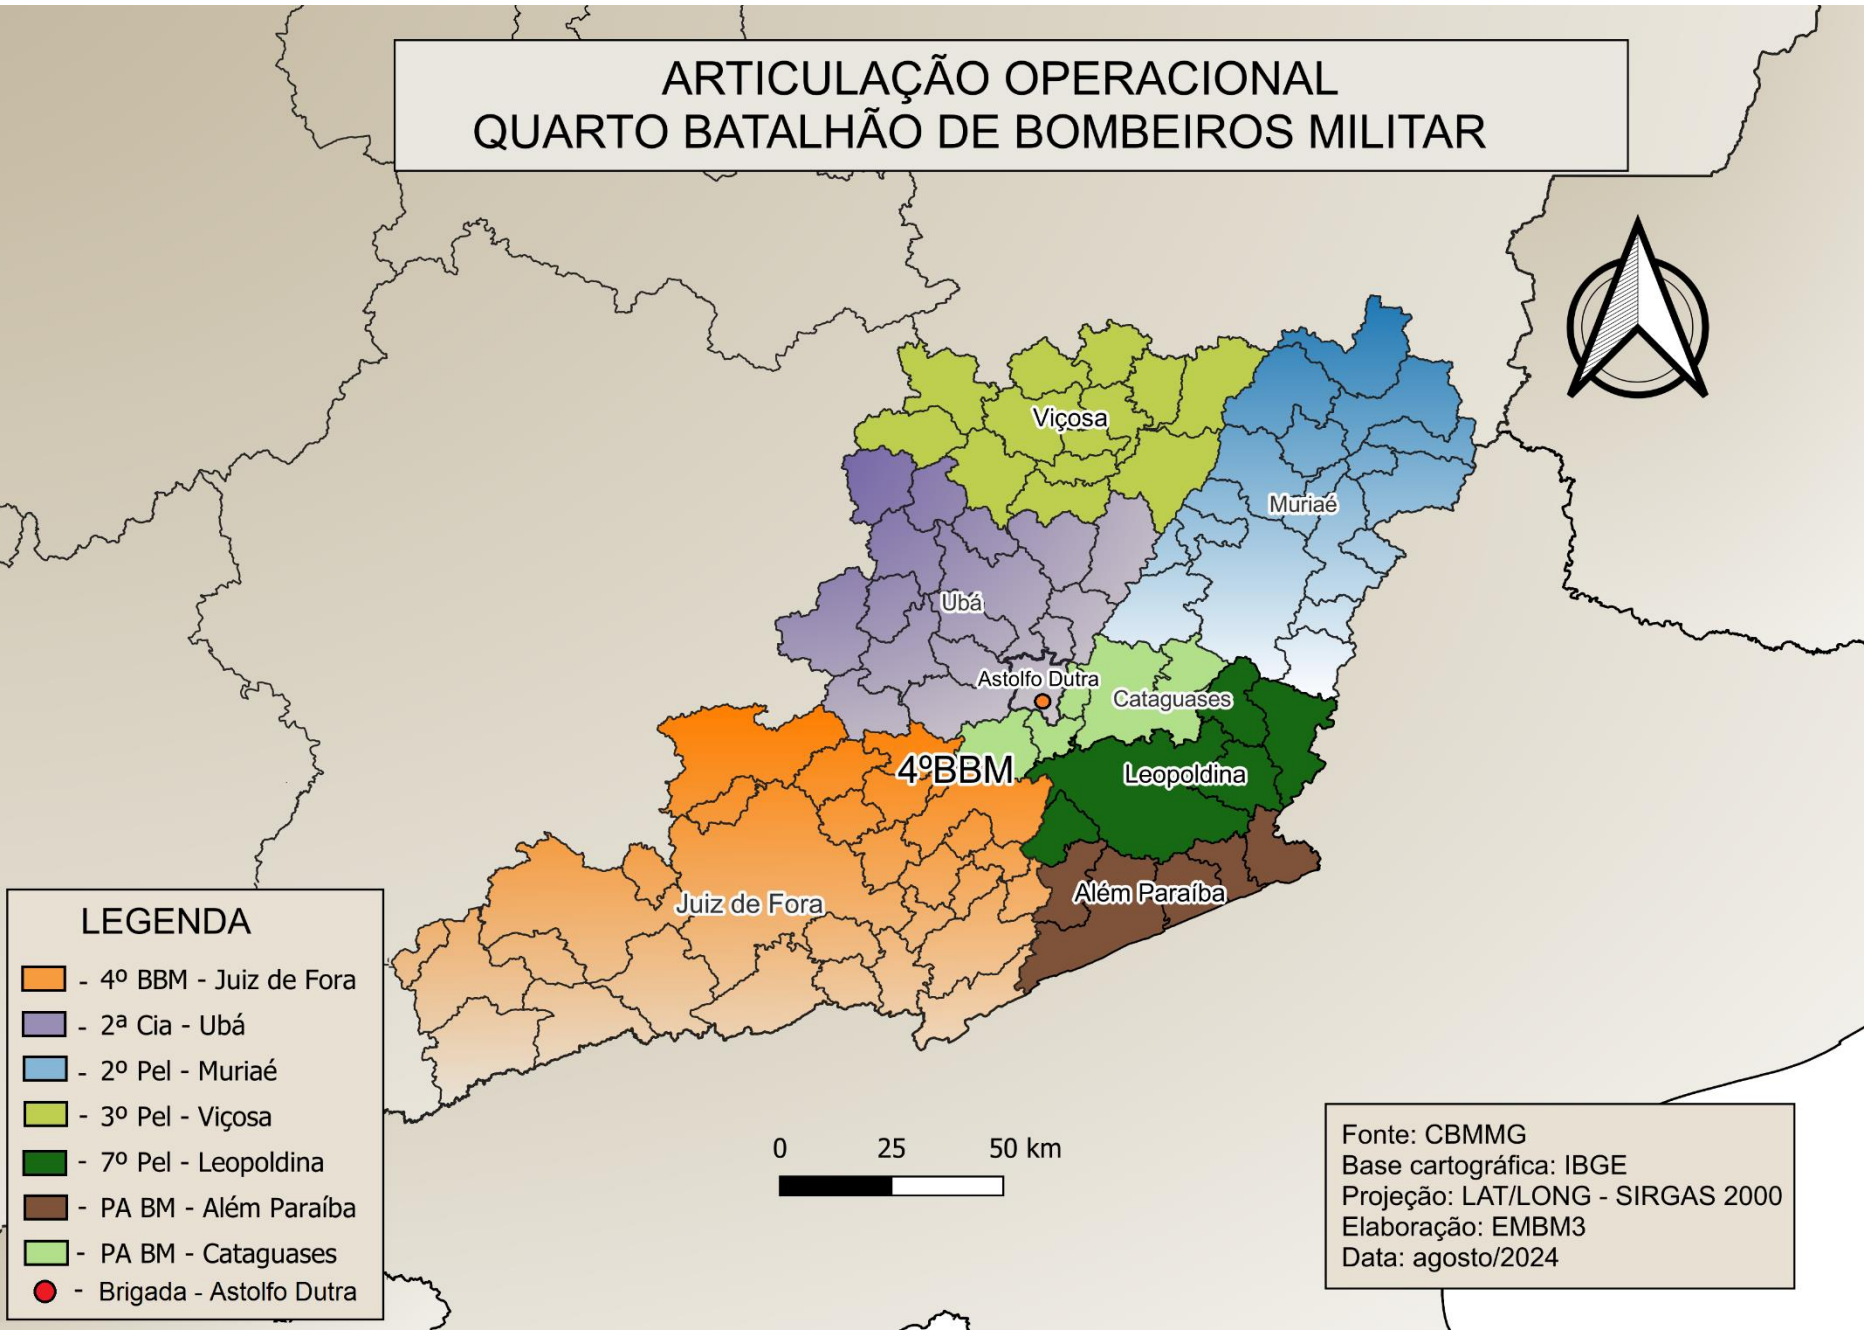 ARTICULAÇÃO OPERACIONAL
QUARTO BATALHÃO DE BOMBEIROS MILITAR
Viçosa
Muriaé
Ubá
Astolfo Dutra
Cataguases
4ºBBM
Leopoldina
Além Paraíba
Juiz de Fora
LEGENDA
- 4º BBM - Juiz de Fora
- 2ª Cia - Ubá
- 2º Pel - Muriaé
- 3º Pel - Viçosa
- 7º Pel - Leopoldina
- PA BM - Além Paraíba
- PA BM - Cataguases
- Brigada - Astolfo Dutra
0 25 50 km
Fonte: CBMMG
Base cartográfica: IBGE
Projeção: LAT/LONG - SIRGAS 2000
Elaboração: EMBM3
Data: agosto/2024